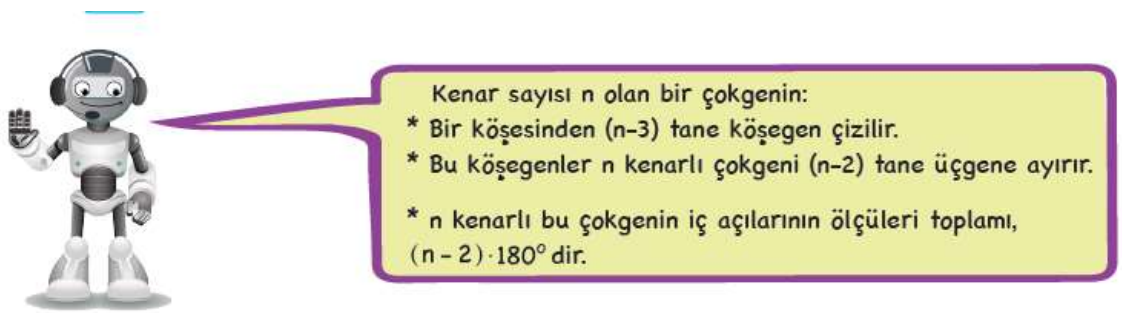 Kenar sayısı n olan bir çokgenin:
* Bir köşesinden (n-3) tane köşegen çizilir.
* Bu köşegenler n kenarlı çokgeni (n-2) tane üçgene ayırır.
* n kenarlı bu çokgenin iç açılarının ölçüleri toplamı,
(n - 2) · 180° dir.